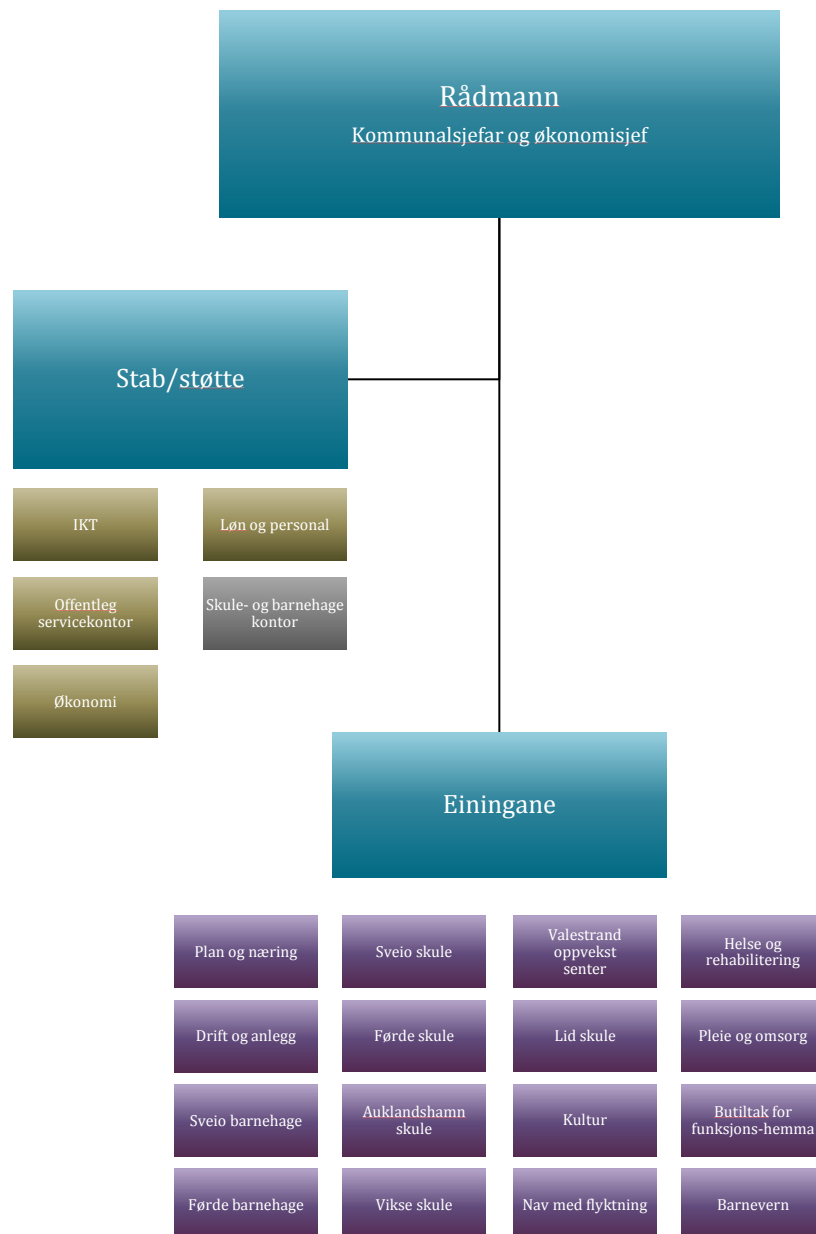 Rådmann
Kommunalsjefar og økonomisjef
Stab/støtte
IKT
Løn og personal
Offentleg
servicekontor
Skule- og barnehage
kontor
Økonomi
Einingane
Plan og næring
Sveio skule
Valestrand
oppvekst
senter
Helse og
rehabilitering
Drift og anlegg
Førde skule
Lid skule
Pleie og omsorg
Sveio barnehage
Auklandshamn
skule
Kultur
Butiltak for
funksjons-hemma
Førde barnehage
Vikse skule
Nav med flyktning
Barnevern